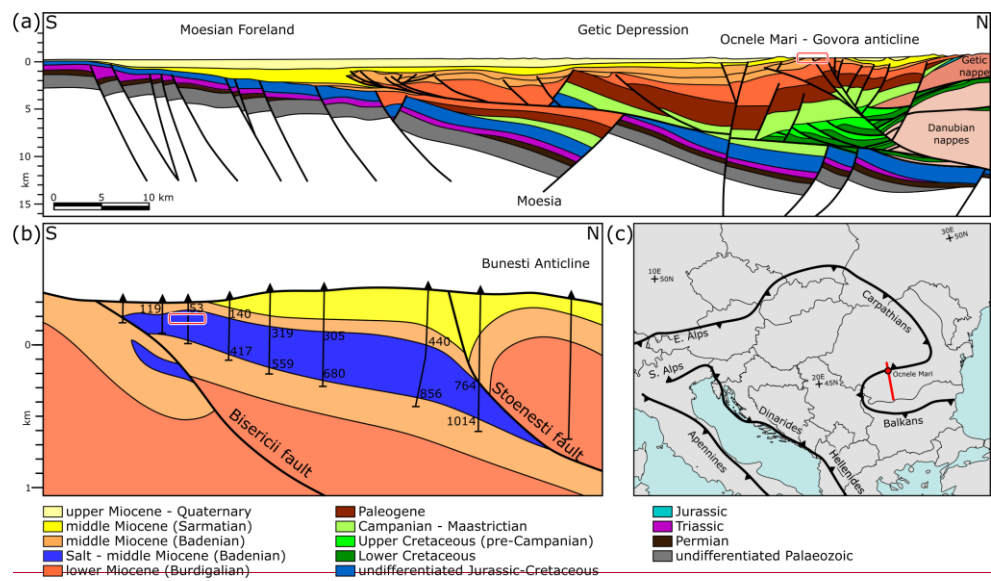 (a) S
Moesian Foreland
Getic Depression
N
Ocnele Mari - Govora anticline
0
5
10
15
km
Getic
nappe
Danubian
nappes
0 5 10 km
Moesia
(b) S
N
Bunesti Anticline
119
53
140
319
305
440
417
559
680
856
764
1014
0
km
1
Bisericii fault
Stoenesti fault
(c)
10E
50N
30E
50N
Carpathians
E. Alps
S. Alps
20E
45N
Ocnele Mari
Dinarides
Balkans
Apennines
Hellenides
upper Miocene - Quaternary
middle Miocene (Sarmatian)
middle Miocene (Badenian)
Salt - middle Miocene (Badenian)
lower Miocene (Burdigalian)
Paleogene
Campanian - Maastrictian
Upper Cretaceous (pre-Campanian)
Lower Cretaceous
undifferentiated Jurassic-Cretaceous
Jurassic
Triassic
Permian
undifferentiated Palaeozoic